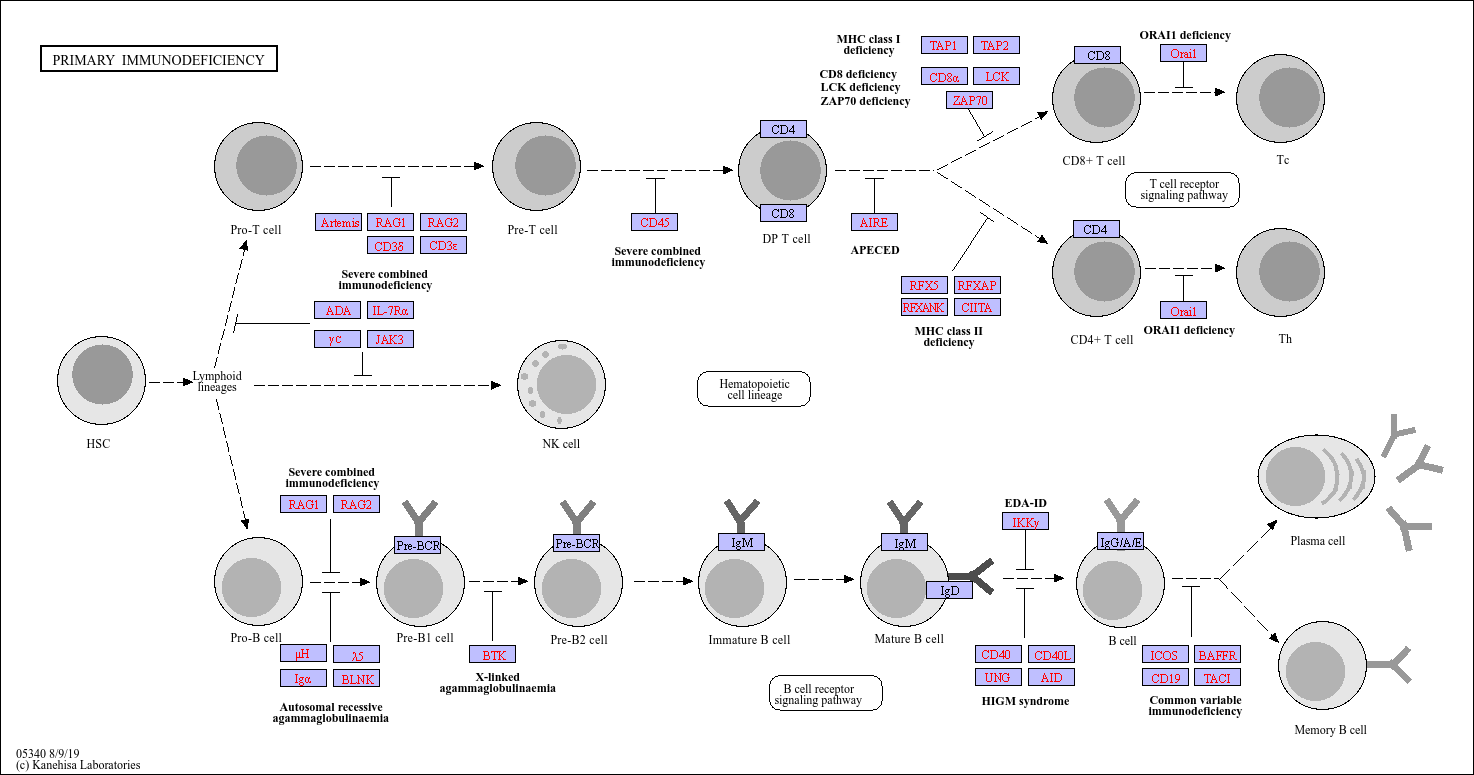 PRIMARY IMMUNODEFICIENCY
MHC class I
deficiency
TAP1
TAP2
CD8 deficiency
LCK deficiency
ZAP70 deficiency
CD8α
LCK
ZAP70
CD8
CD8+ T cell
ORAI1 deficiency
Orai1
Tc
T cell receptor
signaling pathway
Pro-T cell
Artemis
RAG1
RAG2
CD3δ
CD3ε
Severe combined
immunodeficiency
Pre-T cell
CD45
Severe combined
immunodeficiency
CD4
CD8
DP T cell
AIRE
APECED
RFX5
RFXAP
RFXANK
CIITA
MHC class II
deficiency
CD4
CD4+ T cell
Orai1
ORAI1 deficiency
Th
ADA
IL-7Rα
γc
JAK3
HSC
Lymphoid
lineages
NK cell
Hematopoietic
cell lineage
Severe combined
immunodeficiency
RAG1
RAG2
Pro-B cell
μH
λ5
Igα
BLNK
Autosomal recessive
agammaglobulinaemia
Pre-BCR
Pre-B1 cell
BTK
X-linked
agammaglobulinaemia
Pre-BCR
Pre-B2 cell
IgM
Immature B cell
IgM
IgD
Mature B cell
B cell receptor
signaling pathway
EDA-ID
IKKγ
CD40
CD40L
UNG
AID
HIGM syndrome
IgG/A/E
B cell
ICOS
BAFFR
CD19
TACI
Common variable
immunodeficiency
Plasma cell
Memory B cell
05340 8/9/19
(c) Kanehisa Laboratories